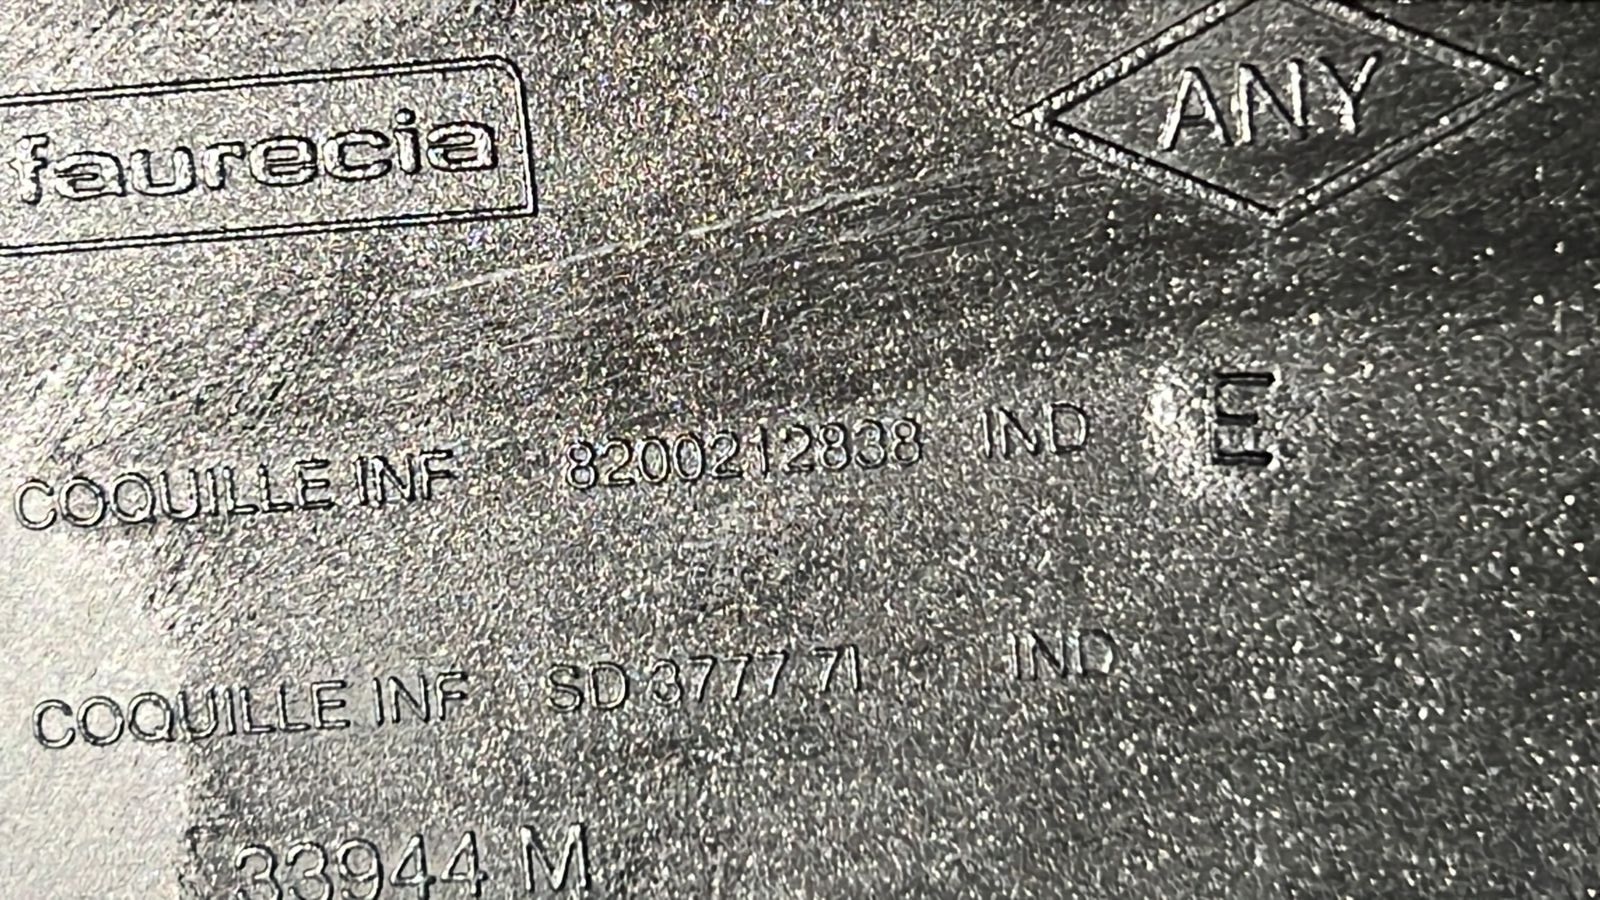 faurecia
ANY
COQUILLE INF 8200212838 IND E
COQUILLE INF SD 3777 71 IND
33944 M